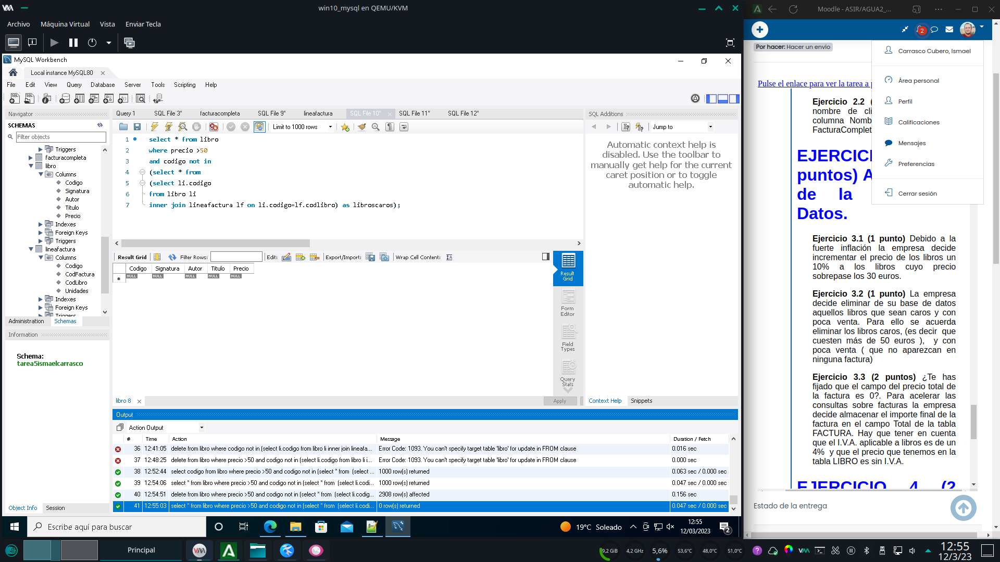 win10_mysql en QEMU/KVM
Archivo Máquina Virtual Vista Enviar Tecla
MySQL Workbench
Local instance MySQL80
File Edit View Query Database Server Tools Scripting Help
Navigator
SCHEMAS
Filter objects
Triggers
facturacompleta
libro
Columns
Codigo
Signatura
Autor
Titulo
Precio
Indexes
Foreign Keys
Triggers
lineafactura
Columns
Codigo
CodFactura
CodLibro
Unidades
Indexes
Foreign Keys
Triggers
Administration Schemas
Information
Schema:
tarea5ismaelcarrasco
Object Info Session
Query 1 SQL File 3* facturacompleta SQL File 9* lineafactura SQL File 10* SQL File 11* SQL File 12*
Limit to 1000 rows
1 select * from libro
2 where precio >50
3 and codigo not in
4 (select * from
5 (select li.codigo
6 from libro li
7 inner join lineafactura lf on li.codigo=lf.codlibro) as libroscaros);
Result Grid Filter Rows: Edit: Export/Import: Wrap Cell Content:
Codigo Signatura Autor Titulo Precio
NULL NULL NULL NULL NULL
Result Grid
Form Editor
Field Types
Query Stats
libro 8
Apply
SQL Additions
Jump to
Automatic context help is
disabled. Use the toolbar to
manually get help for the current
caret position or to toggle
automatic help.
Context Help Snippets
Output
Action Output
# Time Action Message Duration / Fetch
36 12:41:05 delete from libro where codigo not in (select li.codigo from libro li inner join lineafa... Error Code: 1093. You can't specify target table 'libro' for update in FROM clause 0.016 sec
37 12:48:25 delete from libro where precio >50 and codigo not in (select li.codigo from libro li i... Error Code: 1093. You can't specify target table 'libro' for update in FROM clause 0.000 sec
38 12:52:44 select codigo from libro where precio >50 and codigo not in (select * from (select ... 1000 row(s) returned 0.063 sec / 0.000 sec
39 12:54:06 select * from libro where precio >50 and codigo not in (select * from (select li.codi... 1000 row(s) returned 0.047 sec / 0.000 sec
40 12:54:51 delete from libro where precio >50 and codigo not in (select * from (select li.codig... 2908 row(s) affected 0.156 sec
41 12:55:03 select * from libro where precio >50 and codigo not in (select * from (select li.codi... 0 row(s) returned 0.047 sec / 0.000 sec
Escribe aquí para buscar
19°C Soleado
12:55
12/03/2023
2
Moodle - ASIR/AGUA2_...
2
Por hacer: Hacer un envío
Pulse el enlace para ver la tarea a
Carrasco Cubero, Ismael
Área personal
Perfil
Calificaciones
Mensajes
Preferencias
Cerrar sesión
Ejercicio 2.2 (
nombre de cli
columna Nomb
FacturaComplet
EJERCICI
puntos) A
de la
Datos.
Ejercicio 3.1 (1 punto) Debido a la
fuerte inflación la empresa decide
incrementar el precio de los libros un
10% a los libros cuyo precio
sobrepase los 30 euros.
Ejercicio 3.2 (1 punto) La empresa
decide eliminar de su base de datos
aquellos libros que sean caros y con
poca venta. Para ello se acuerda
eliminar los libros caros, (es decir que
cuesten más de 50 euros ), y con
poca venta ( que no aparezcan en
ninguna factura)
Ejercicio 3.3 (2 puntos) ¿Te has
fijado que el campo del precio total de
la factura es 0?. Para acelerar las
consultas sobre facturas la empresa
decide almacenar el importe final de la
factura en el campo Total de la tabla
FACTURA. Hay que tener en cuenta
que el I.V.A. aplicable a libros es de un
4% y que el precio que tenemos en la
tabla LIBRO es sin I.V.A.
EJERCICIO 4 (2
Estado de la entrega
Principal
9,2 GiB 4,2 GHz 5,6% 53,6°C 48,0°C 51,0°C
12:55
12/3/23